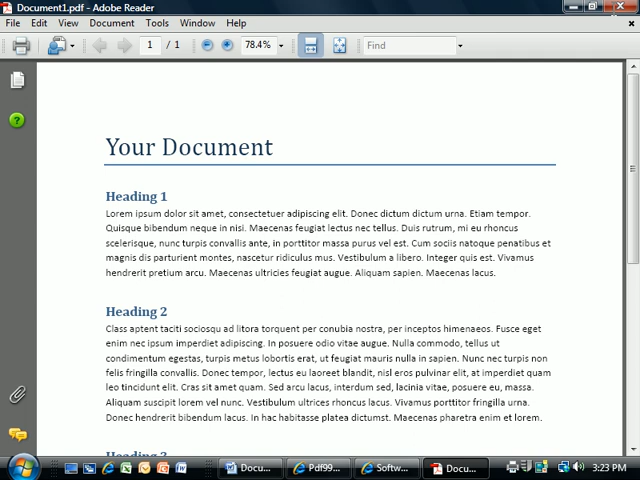 Document1.pdf - Adobe Reader
File Edit View Document Tools Window Help
1 / 1 78.4% Find
Your Document
Heading 1
Lorem ipsum dolor sit amet, consectetuer adipiscing elit. Donec dictum dictum urna. Etiam tempor.
Quisque bibendum neque in nisi. Maecenas feugiat lectus nec tellus. Duis rutrum, mi eu rhoncus
scelerisque, nunc turpis convallis ante, in porttitor massa purus vel est. Cum sociis natoque penatibus et
magnis dis parturient montes, nascetur ridiculus mus. Vestibulum a libero. Integer quis est. Vivamus
hendrerit pretium arcu. Maecenas ultricies feugiat augue. Aliquam sapien. Maecenas lacus.
Heading 2
Class aptent taciti sociosqu ad litora torquent per conubia nostra, per inceptos himenaeos. Fusce eget
enim nec ipsum imperdiet adipiscing. In posuere odio vitae augue. Nulla commodo, tellus ut
condimentum egestas, turpis metus lobortis erat, ut feugiat mauris nulla in sapien. Nunc nec turpis non
felis fringilla convallis. Donec tempor, lectus eu laoreet blandit, nisl eros pulvinar elit, at imperdiet quam
leo tincidunt elit. Cras sit amet quam. Sed arcu lacus, interdum sed, lacinia vitae, posuere eu, massa.
Aliquam suscipit lorem vel nunc. Vestibulum ultrices rhoncus lacus. Vivamus porttitor fringilla urna.
Donec hendrerit bibendum lacus. In hac habitasse platea dictumst. Maecenas pharetra enim et lorem.
Heading 3
Docu... Pdf99... Softw... Docu... 3:23 PM